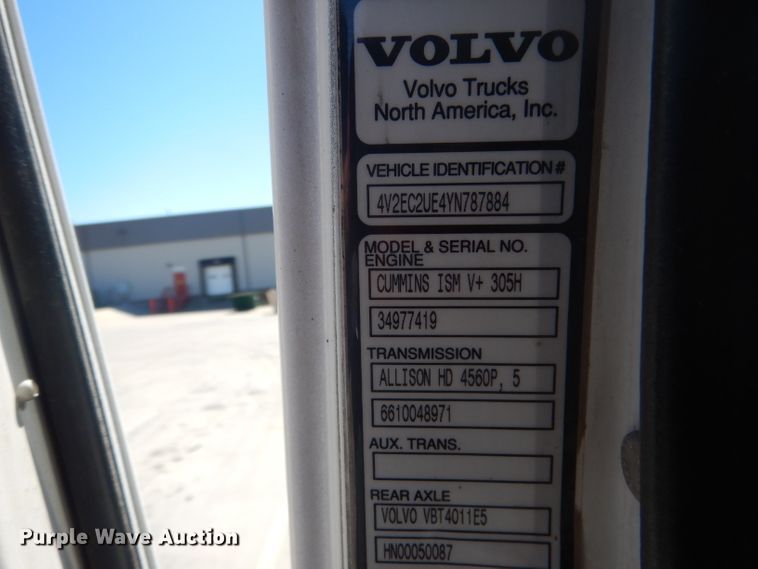 VOLVO
Volvo Trucks
North America, Inc.
VEHICLE IDENTIFICATION #
4V2EC2UE4YN787884
MODEL & SERIAL NO.
ENGINE
CUMMINS ISM V+ 305H
34977419
TRANSMISSION
ALLISON HD 4560P, 5
6610048971
AUX. TRANS.
REAR AXLE
VOLVO VBT4011E5
HN00050087
Purple Wave Auction